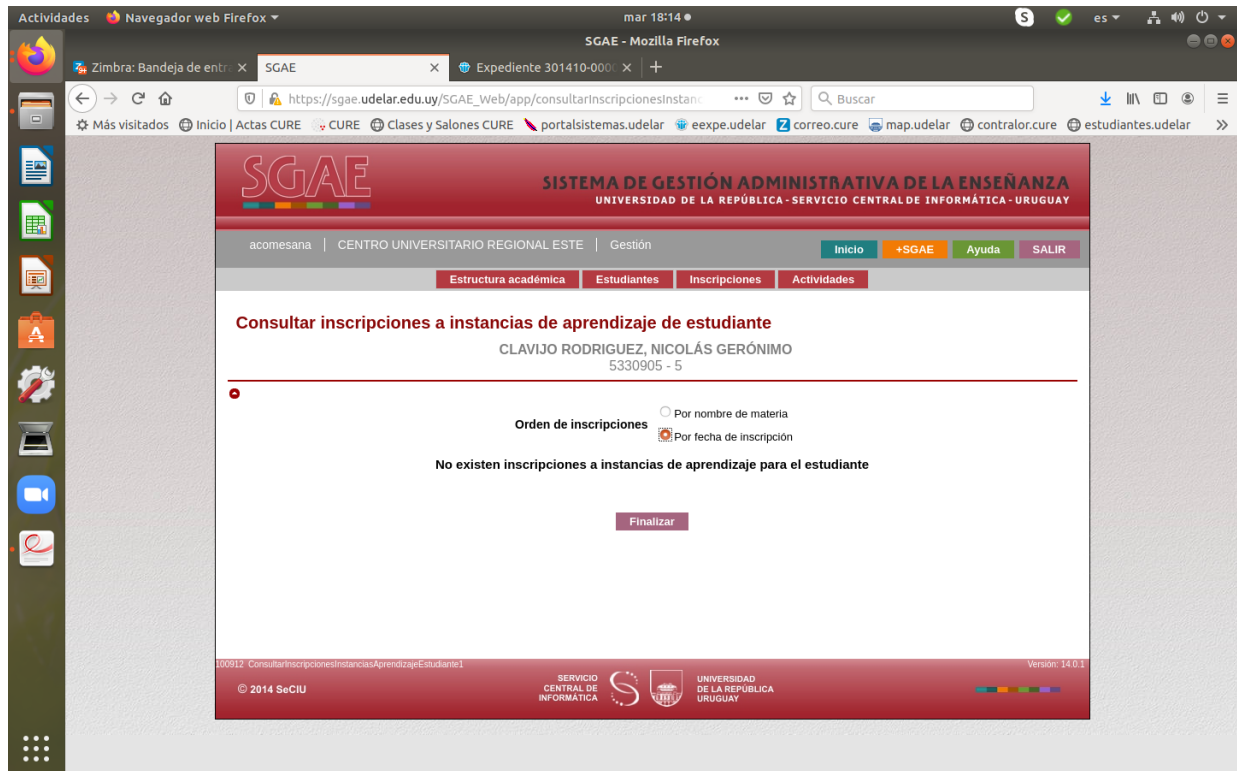 Actividades Navegador web Firefox mar 18:14 S es
SGAE - Mozilla Firefox
Zimbra: Bandeja de entr SGAE Expediente 301410-000
https://sgae.udelar.edu.uy/SGAE_Web/app/consultarInscripcionesInstanc Buscar
Más visitados Inicio | Actas CURE CURE Clases y Salones CURE portalsistemas.udelar eexpe.udelar correo.cure map.udelar contralor.cure estudiantes.udelar
SGAE
SISTEMA DE GESTIÓN ADMINISTRATIVA DE LA ENSEÑANZA
UNIVERSIDAD DE LA REPÚBLICA - SERVICIO CENTRAL DE INFORMÁTICA - URUGUAY
acomesana | CENTRO UNIVERSITARIO REGIONAL ESTE | Gestión
Inicio +SGAE Ayuda SALIR
Estructura académica Estudiantes Inscripciones Actividades
Consultar inscripciones a instancias de aprendizaje de estudiante
CLAVIJO RODRIGUEZ, NICOLÁS GERÓNIMO
5330905 - 5
Orden de inscripciones
Por nombre de materia
Por fecha de inscripción
No existen inscripciones a instancias de aprendizaje para el estudiante
Finalizar
100912 ConsultarInscripcionesInstanciasAprendizajeEstudiante1 Versión: 14.0.1
© 2014 SeCIU
SERVICIO
CENTRAL DE
INFORMÁTICA
UNIVERSIDAD
DE LA REPÚBLICA
URUGUAY